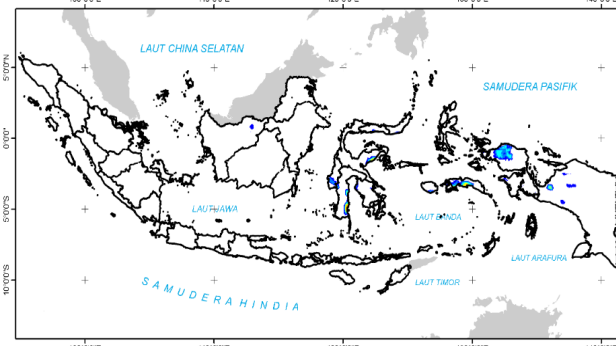 LAUT CHINA SELATAN
5°0'0"N
SAMUDERA PASIFIK
0°0'0"
LAUT JAWA
5°0'0"S
LAUT BANDA
LAUT ARAFURA
10°0'0"S
SAMUDERA HINDIA
LAUT TIMOR